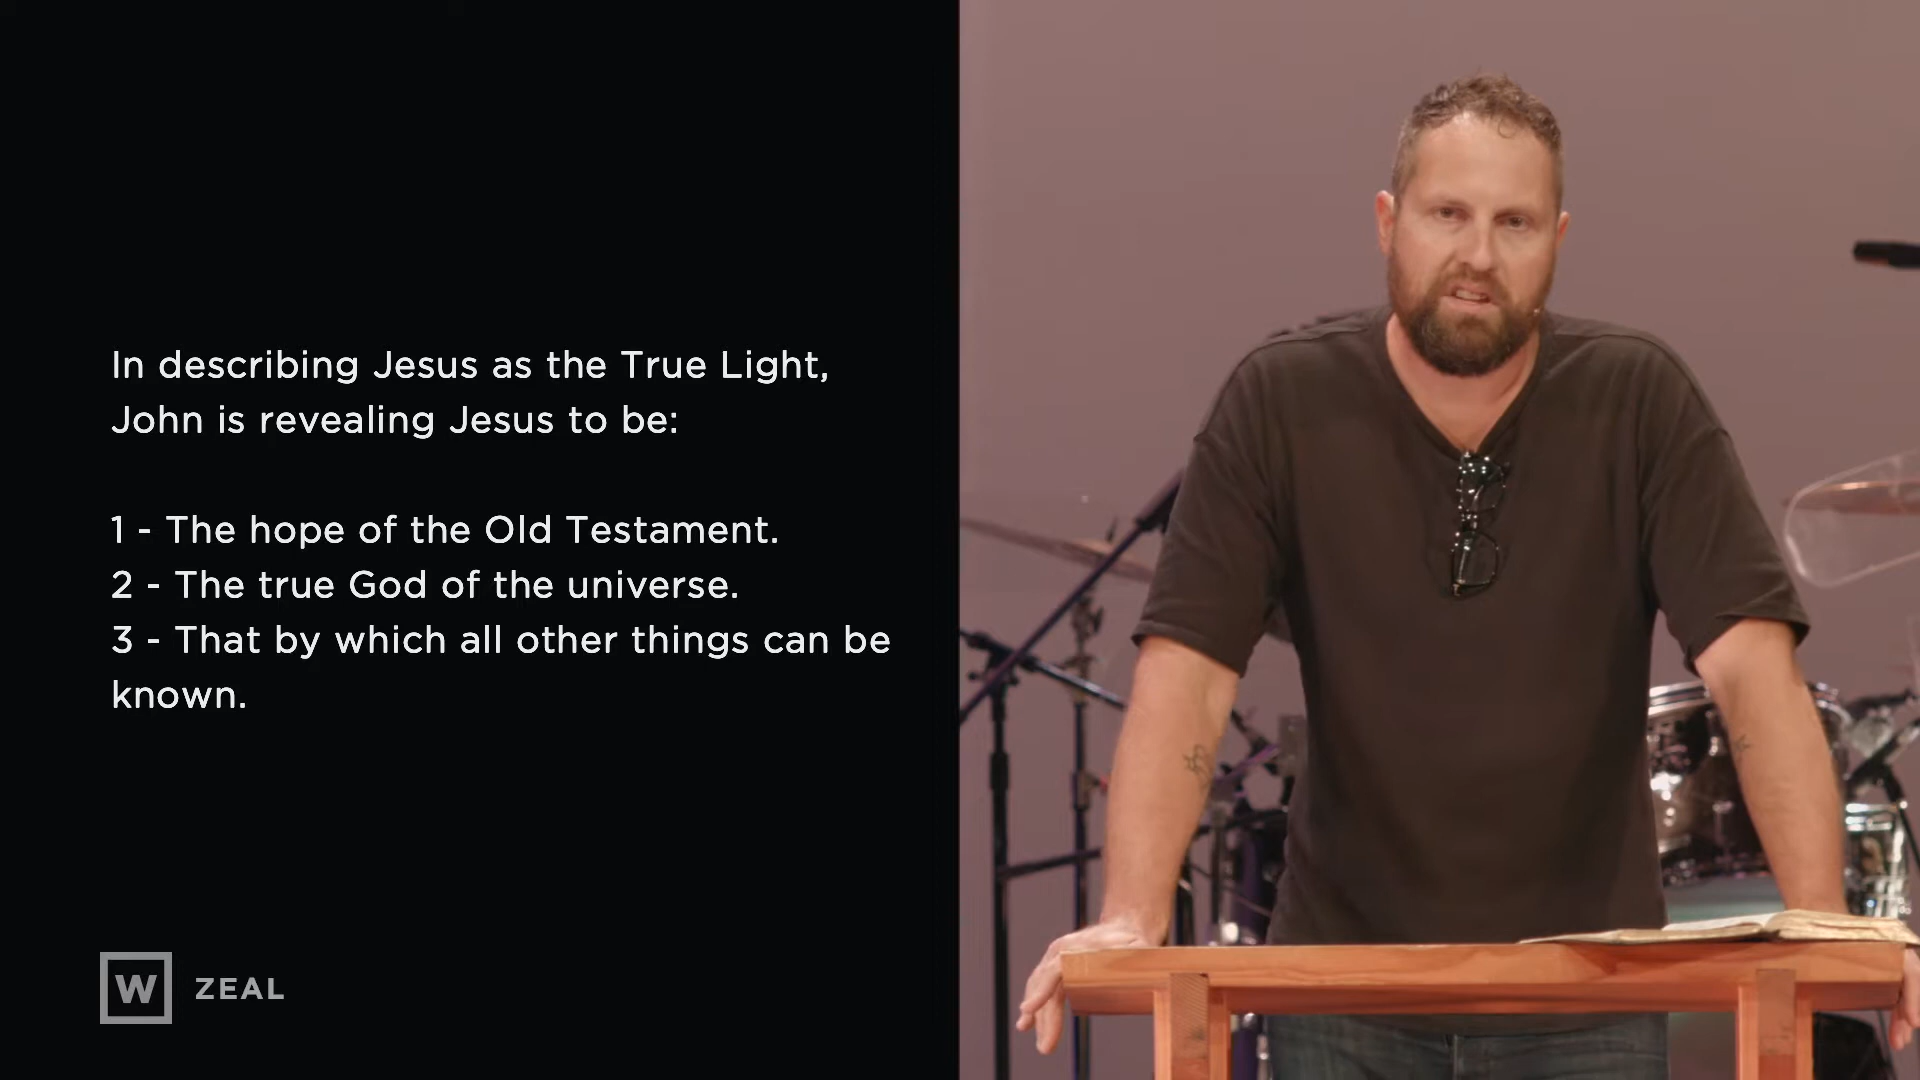 In describing Jesus as the True Light,
John is revealing Jesus to be:
1 - The hope of the Old Testament.
2 - The true God of the universe.
3 - That by which all other things can be
known.
W ZEAL